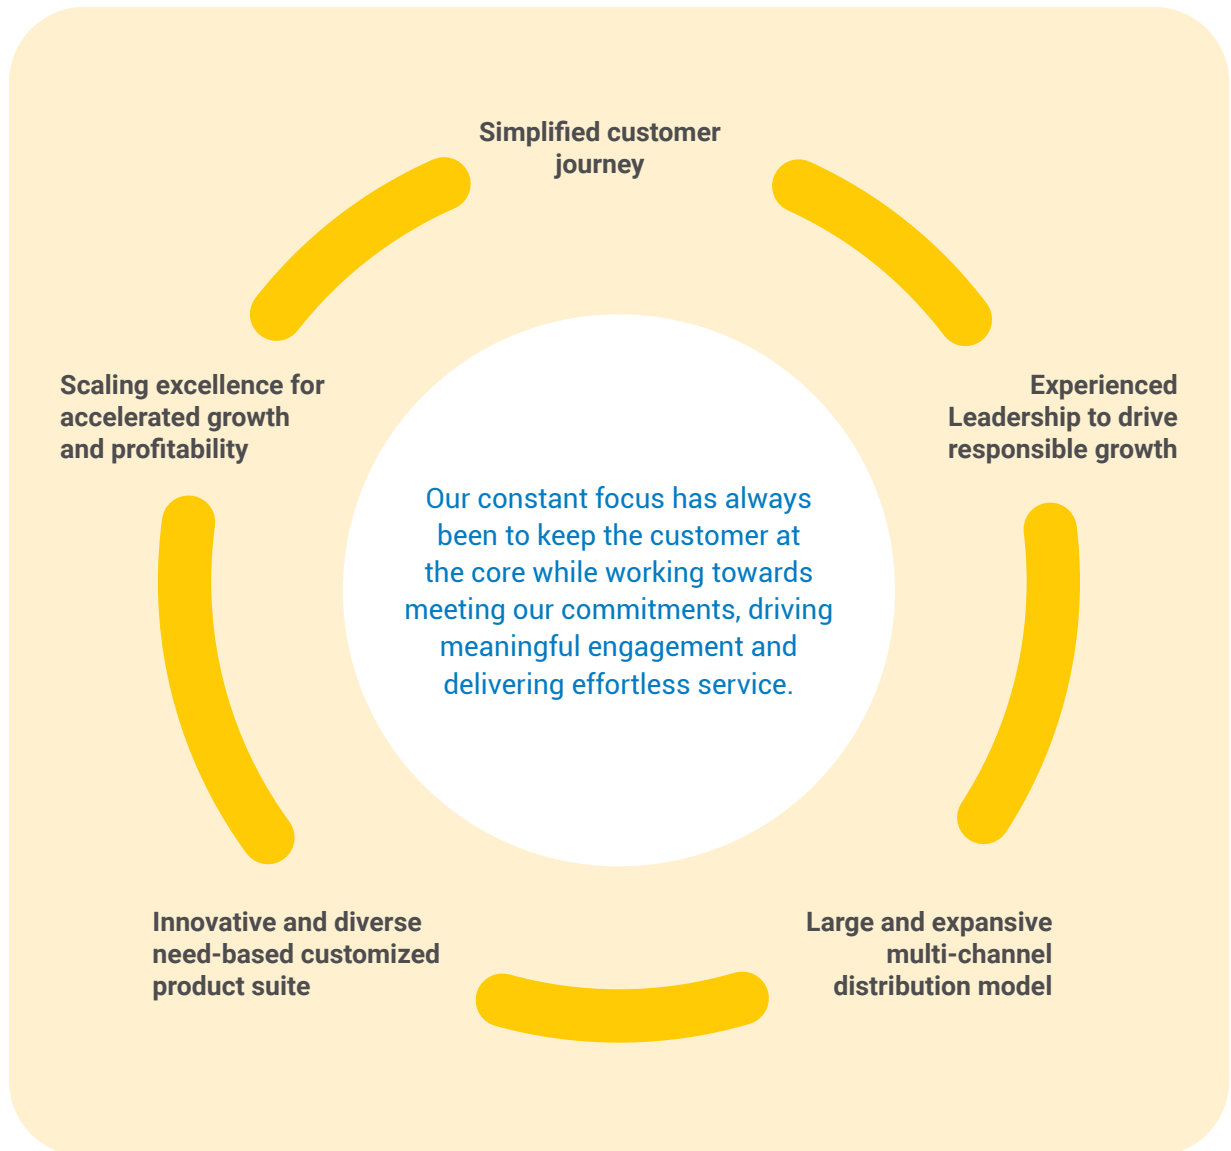 Simplified customer
journey
Scaling excellence for
accelerated growth
and profitability
Experienced
Leadership to drive
responsible growth
Our constant focus has always
been to keep the customer at
the core while working towards
meeting our commitments, driving
meaningful engagement and
delivering effortless service.
Innovative and diverse
need-based customized
product suite
Large and expansive
multi-channel
distribution model